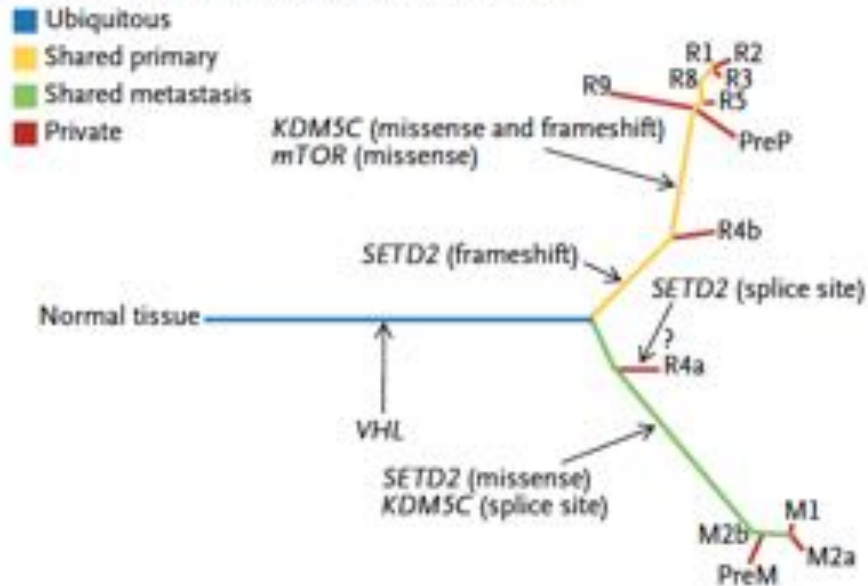 Ubiquitous
Shared primary
Shared metastasis
Private
R1 R2
R8 R3
R9 R5
KDM5C (missense and frameshift)
mTOR (missense)
PreP
R4b
SETD2 (frameshift)
SETD2 (splice site)
Normal tissue
?
R4a
VHL
SETD2 (missense)
KDM5C (splice site)
M1
M2b
M2a
PreM